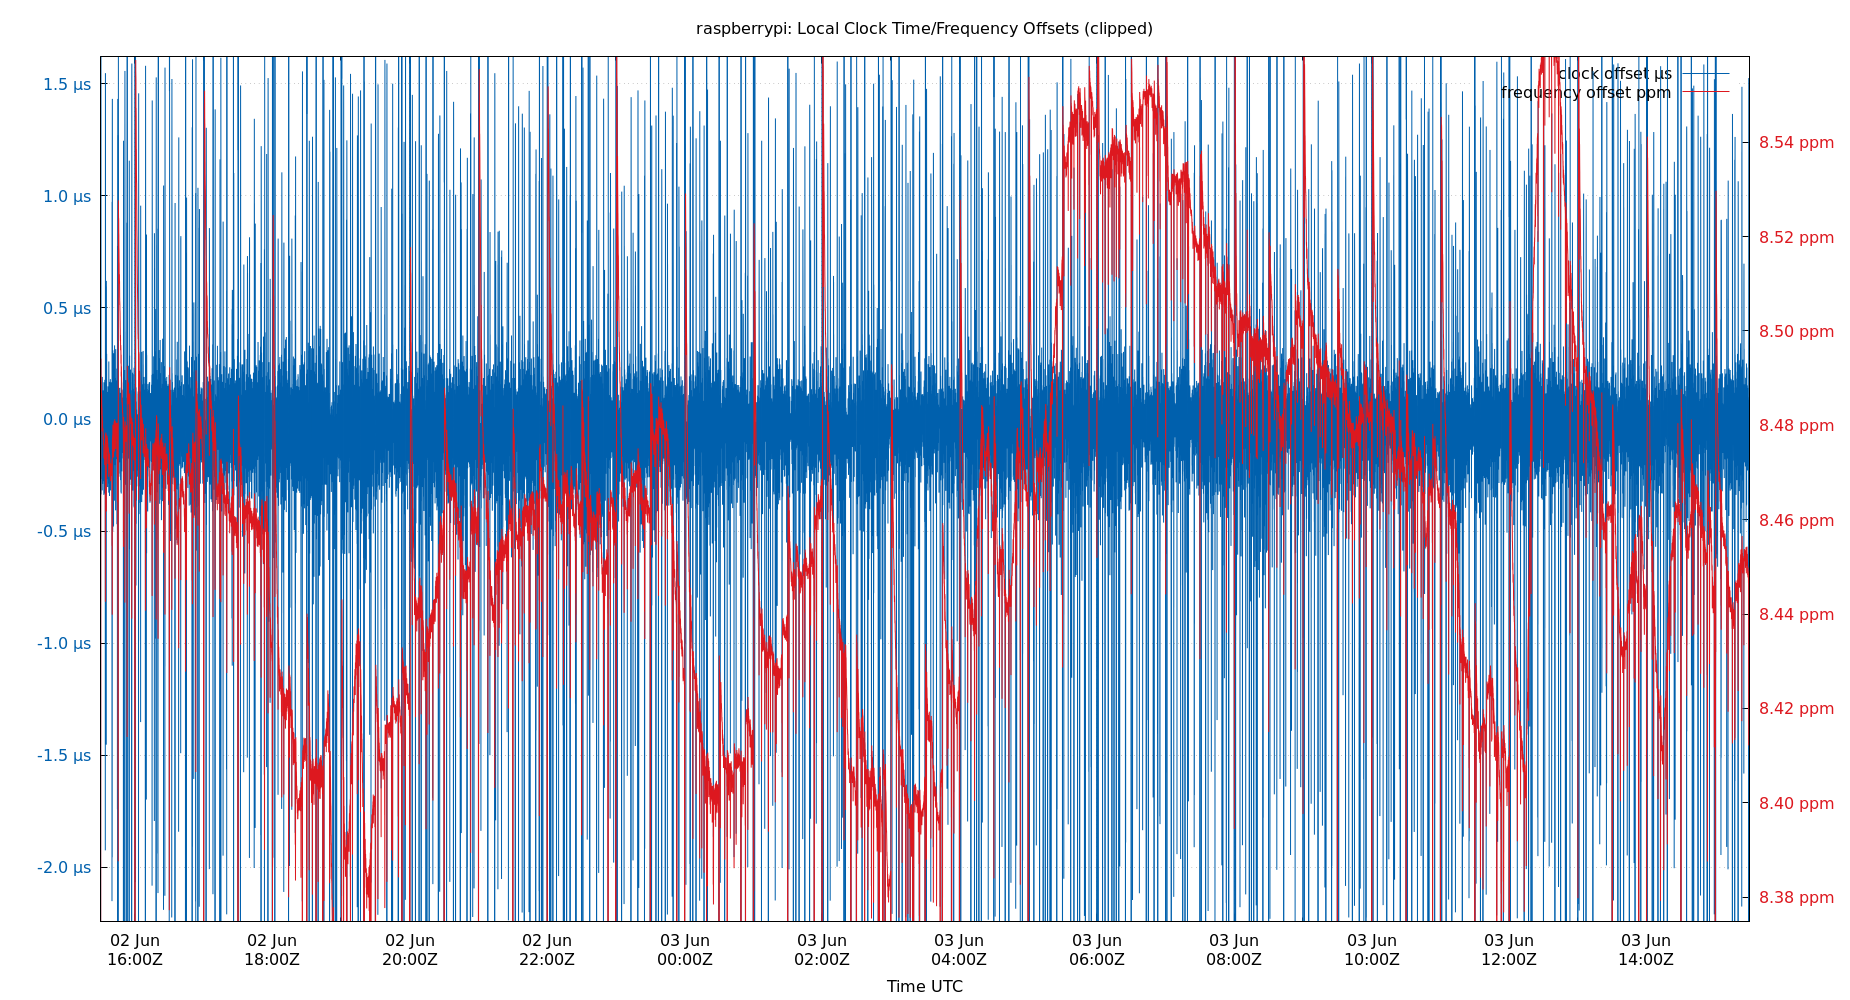 raspberrypi: Local Clock Time/Frequency Offsets (clipped)
clock offset µs
frequency offset ppm
1.5 µs
1.0 µs
0.5 µs
0.0 µs
-0.5 µs
-1.0 µs
-1.5 µs
-2.0 µs
8.54 ppm
8.52 ppm
8.50 ppm
8.48 ppm
8.46 ppm
8.44 ppm
8.42 ppm
8.40 ppm
8.38 ppm
02 Jun 02 Jun 02 Jun 02 Jun 03 Jun 03 Jun 03 Jun 03 Jun 03 Jun 03 Jun 03 Jun 03 Jun
16:00Z 18:00Z 20:00Z 22:00Z 00:00Z 02:00Z 04:00Z 06:00Z 08:00Z 10:00Z 12:00Z 14:00Z
Time UTC